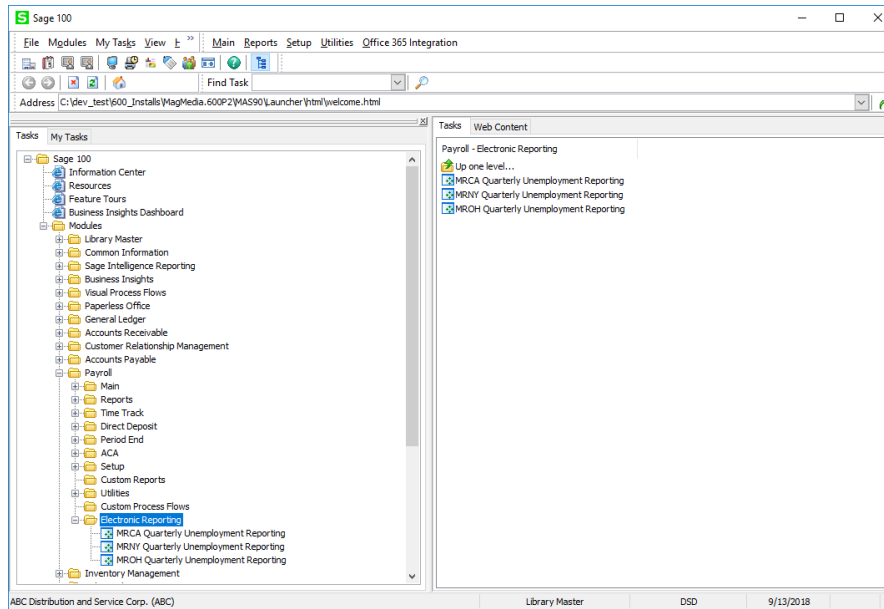 Sage 100
File Modules My Tasks View H » Main Reports Setup Utilities Office 365 Integration
Find Task
Address C:\dev_test\600_Installs\MagMedia.600P2\MAS90\Launcher\html\welcome.html
Tasks My Tasks
Sage 100
Information Center
Resources
Feature Tours
Business Insights Dashboard
Modules
Library Master
Common Information
Sage Intelligence Reporting
Business Insights
Visual Process Flows
Paperless Office
General Ledger
Accounts Receivable
Customer Relationship Management
Accounts Payable
Payroll
Main
Reports
Time Track
Direct Deposit
Period End
ACA
Setup
Custom Reports
Utilities
Custom Process Flows
Electronic Reporting
MRCA Quarterly Unemployment Reporting
MRNY Quarterly Unemployment Reporting
MROH Quarterly Unemployment Reporting
Inventory Management
Tasks Web Content
Payroll - Electronic Reporting
Up one level...
MRCA Quarterly Unemployment Reporting
MRNY Quarterly Unemployment Reporting
MROH Quarterly Unemployment Reporting
ABC Distribution and Service Corp. (ABC) Library Master DSD 9/13/2018